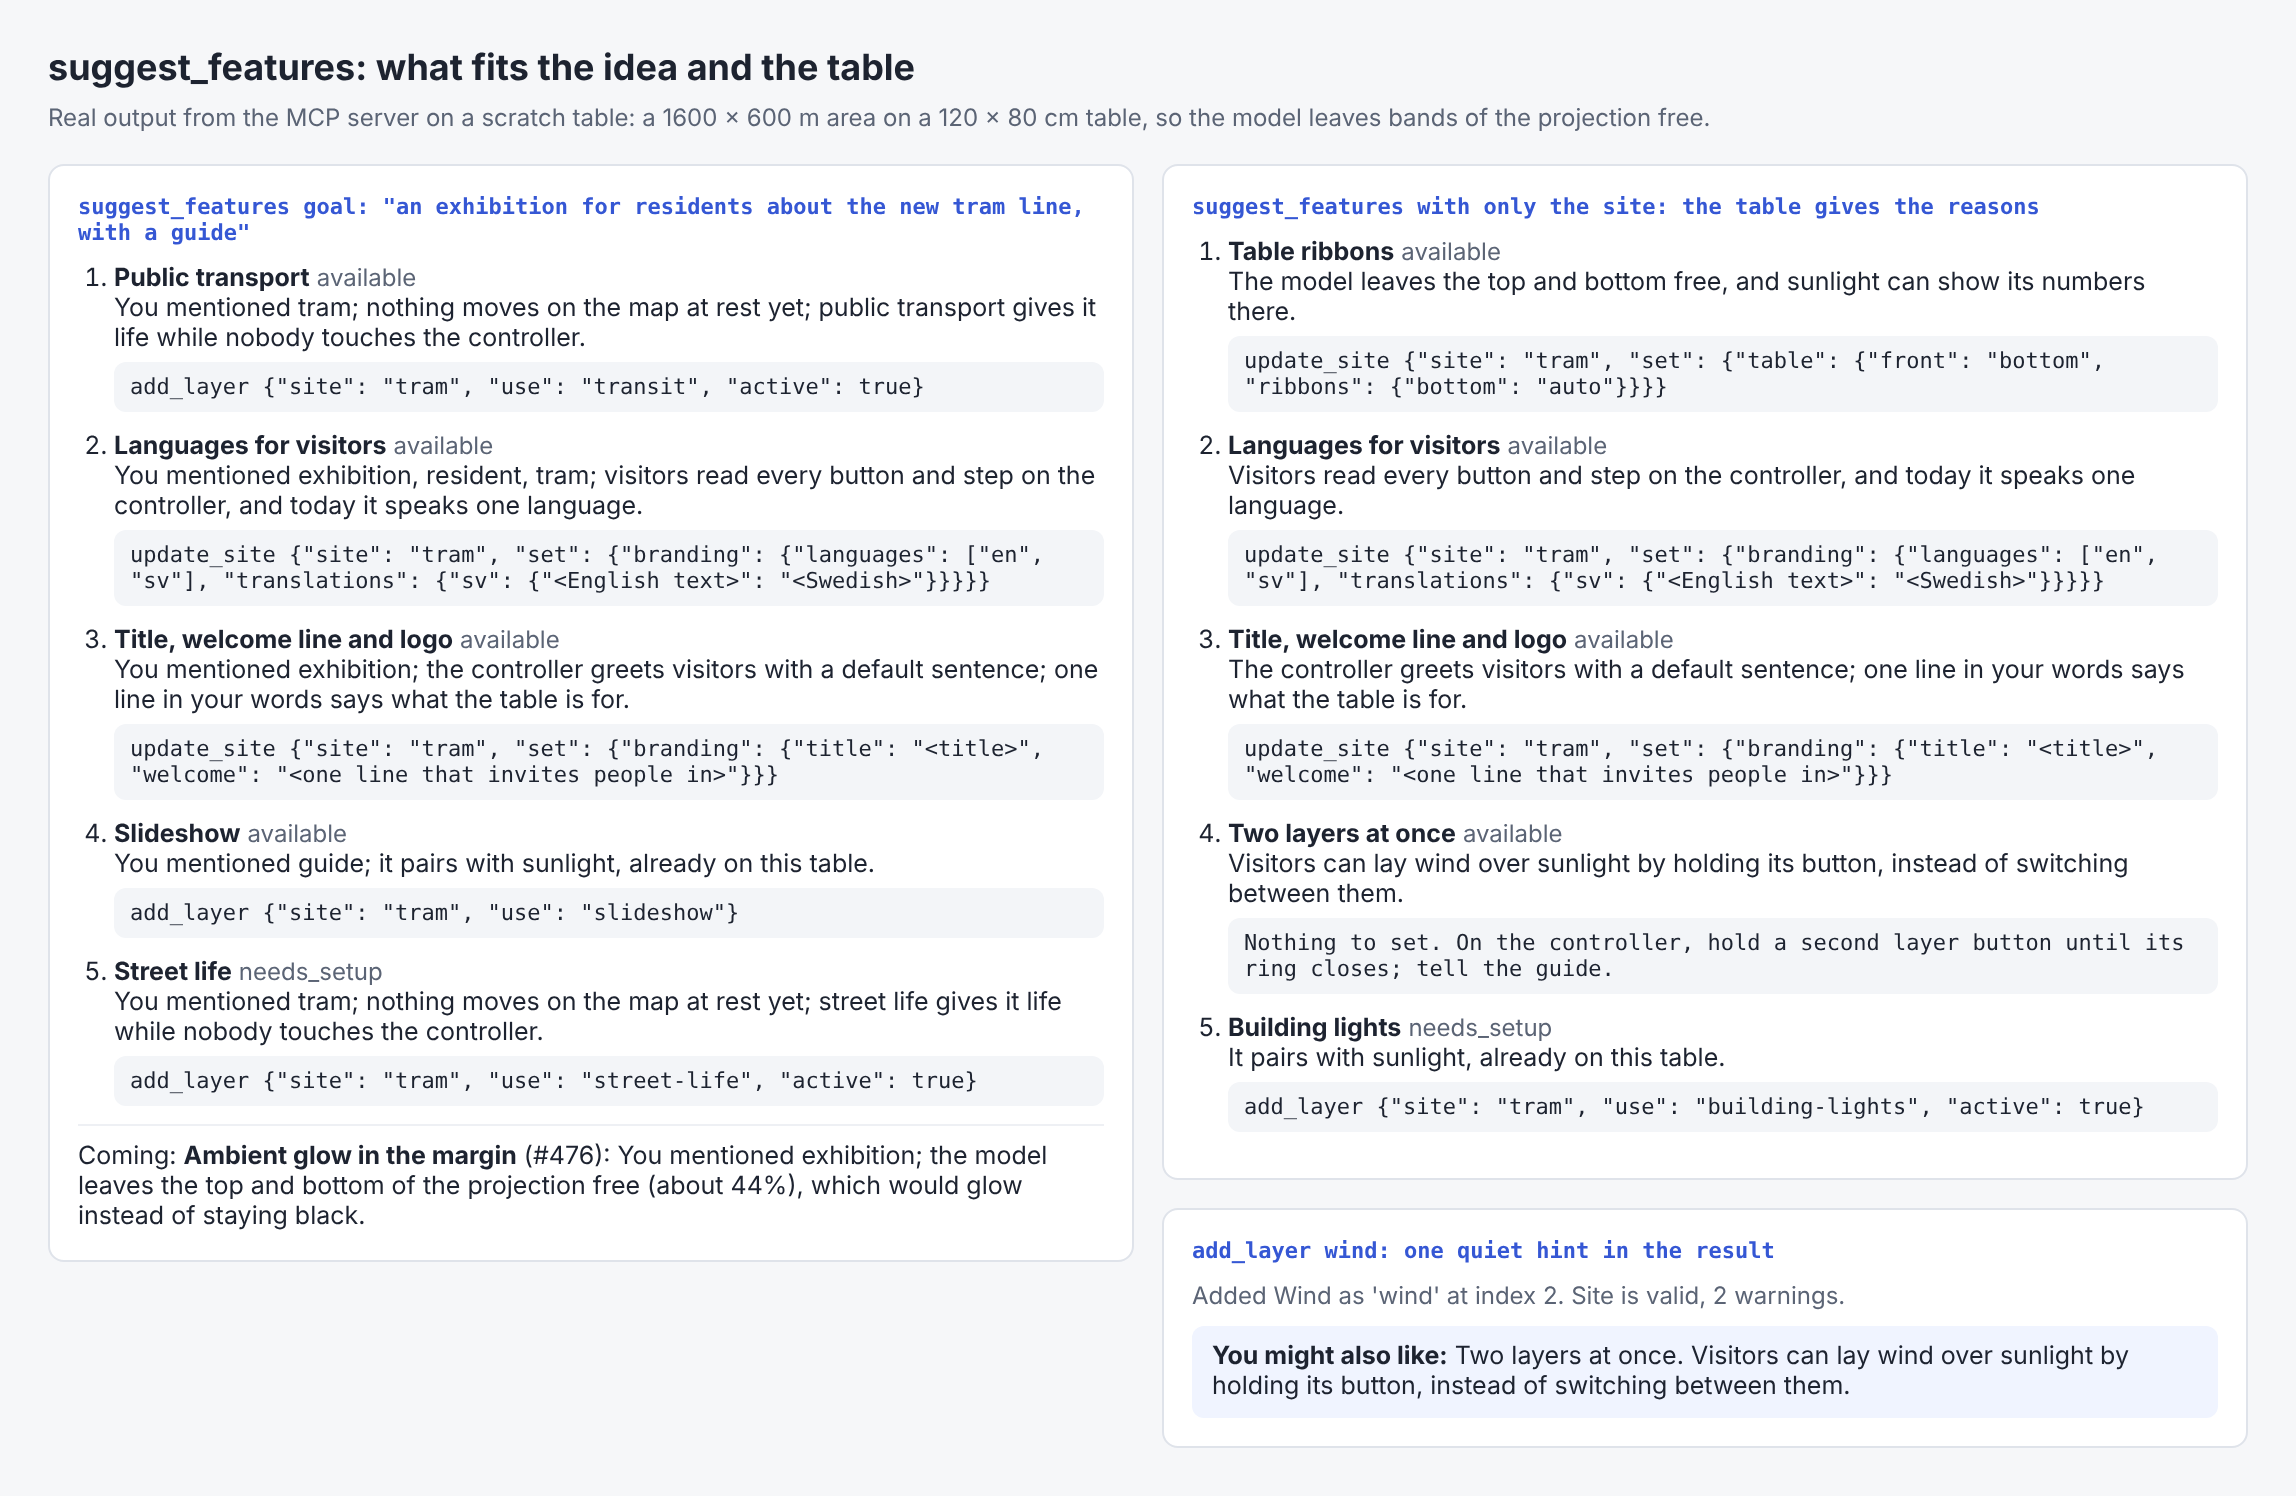 suggest_features: what fits the idea and the table
Real output from the MCP server on a scratch table: a 1600 × 600 m area on a 120 × 80 cm table, so the model leaves bands of the projection free.
suggest_features goal: "an exhibition for residents about the new tram line,
with a guide"
1. Public transport available
You mentioned tram; nothing moves on the map at rest yet; public transport gives it
life while nobody touches the controller.
add_layer {"site": "tram", "use": "transit", "active": true}
2. Languages for visitors available
You mentioned exhibition, resident, tram; visitors read every button and step on the
controller, and today it speaks one language.
update_site {"site": "tram", "set": {"branding": {"languages": ["en",
"sv"], "translations": {"sv": {"<English text>": "<Swedish>"}}}}}
3. Title, welcome line and logo available
You mentioned exhibition; the controller greets visitors with a default sentence; one
line in your words says what the table is for.
update_site {"site": "tram", "set": {"branding": {"title": "<title>",
"welcome": "<one line that invites people in>"}}}
4. Slideshow available
You mentioned guide; it pairs with sunlight, already on this table.
add_layer {"site": "tram", "use": "slideshow"}
5. Street life needs_setup
You mentioned tram; nothing moves on the map at rest yet; street life gives it life
while nobody touches the controller.
add_layer {"site": "tram", "use": "street-life", "active": true}
Coming: Ambient glow in the margin (#476): You mentioned exhibition; the model
leaves the top and bottom of the projection free (about 44%), which would glow
instead of staying black.
suggest_features with only the site: the table gives the reasons
1. Table ribbons available
The model leaves the top and bottom free, and sunlight can show its numbers
there.
update_site {"site": "tram", "set": {"table": {"front": "bottom",
"ribbons": {"bottom": "auto"}}}}
2. Languages for visitors available
Visitors read every button and step on the controller, and today it speaks one
language.
update_site {"site": "tram", "set": {"branding": {"languages": ["en",
"sv"], "translations": {"sv": {"<English text>": "<Swedish>"}}}}}
3. Title, welcome line and logo available
The controller greets visitors with a default sentence; one line in your words says
what the table is for.
update_site {"site": "tram", "set": {"branding": {"title": "<title>",
"welcome": "<one line that invites people in>"}}}
4. Two layers at once available
Visitors can lay wind over sunlight by holding its button, instead of switching
between them.
Nothing to set. On the controller, hold a second layer button until its
ring closes; tell the guide.
5. Building lights needs_setup
It pairs with sunlight, already on this table.
add_layer {"site": "tram", "use": "building-lights", "active": true}
add_layer wind: one quiet hint in the result
Added Wind as 'wind' at index 2. Site is valid, 2 warnings.
You might also like: Two layers at once. Visitors can lay wind over sunlight by
holding its button, instead of switching between them.